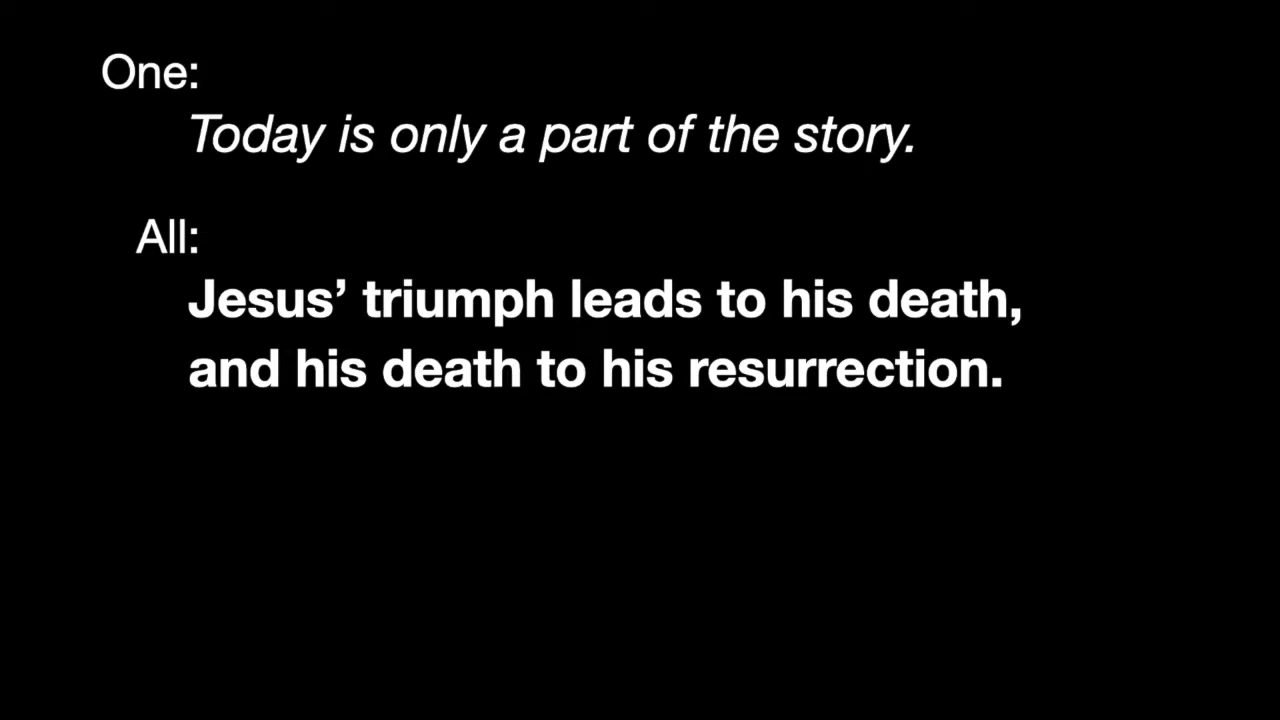 One:
Today is only a part of the story.
All:
Jesus’ triumph leads to his death,
and his death to his resurrection.